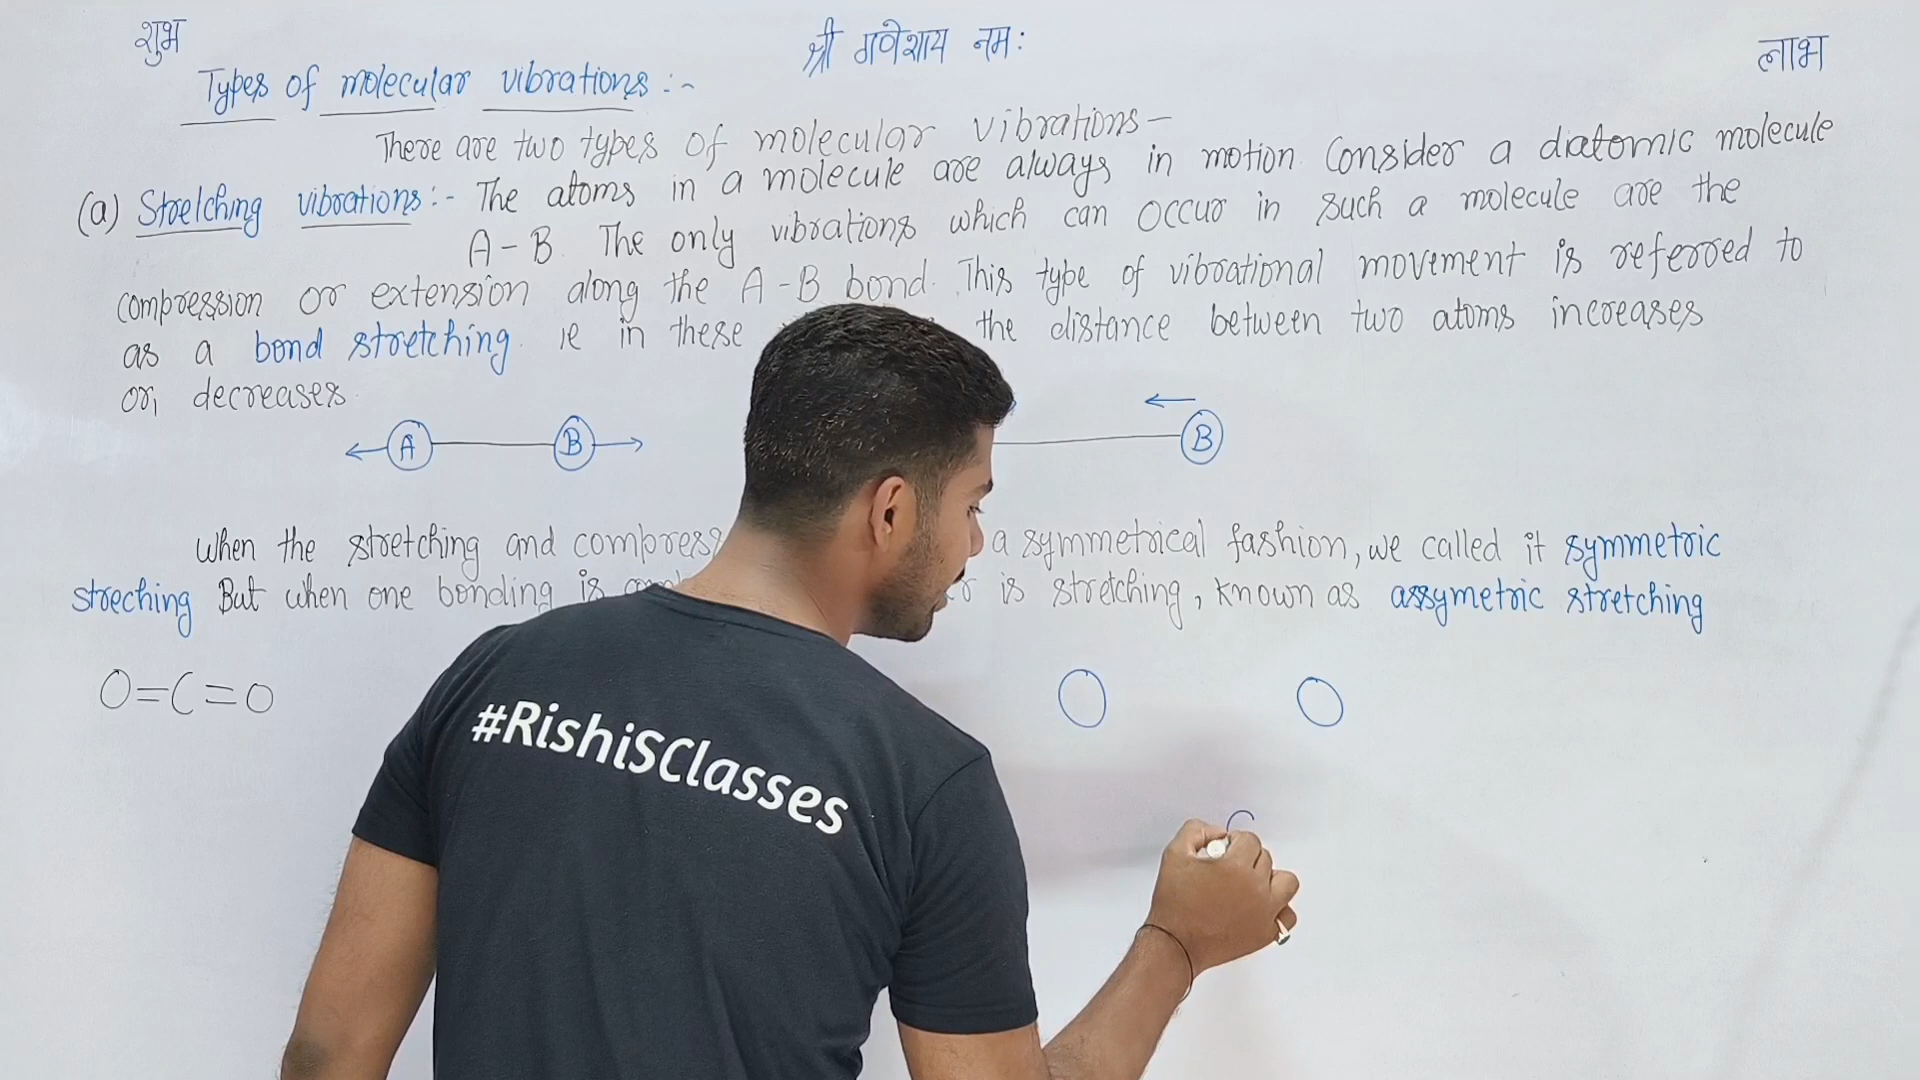 शुभ
श्री गणेशाय नम:
लाभ
Types of molecular vibrations :-
There are two types of molecular vibrations-
(a) Stretching vibrations:- The atoms in a molecule are always in motion. Consider a diatomic molecule
A-B. The only vibrations which can occur in such a molecule are the
compression or extension along the A-B bond. This type of vibrational movement is referred to
as a bond stretching. ie in these the distance between two atoms increases
or, decreases.
A B B
When the stretching and compress a symmetrical fashion, we called it symmetric
streching But when one bonding is is stretching, known as assymetric stretching
O=C=O
#RishiSClasses